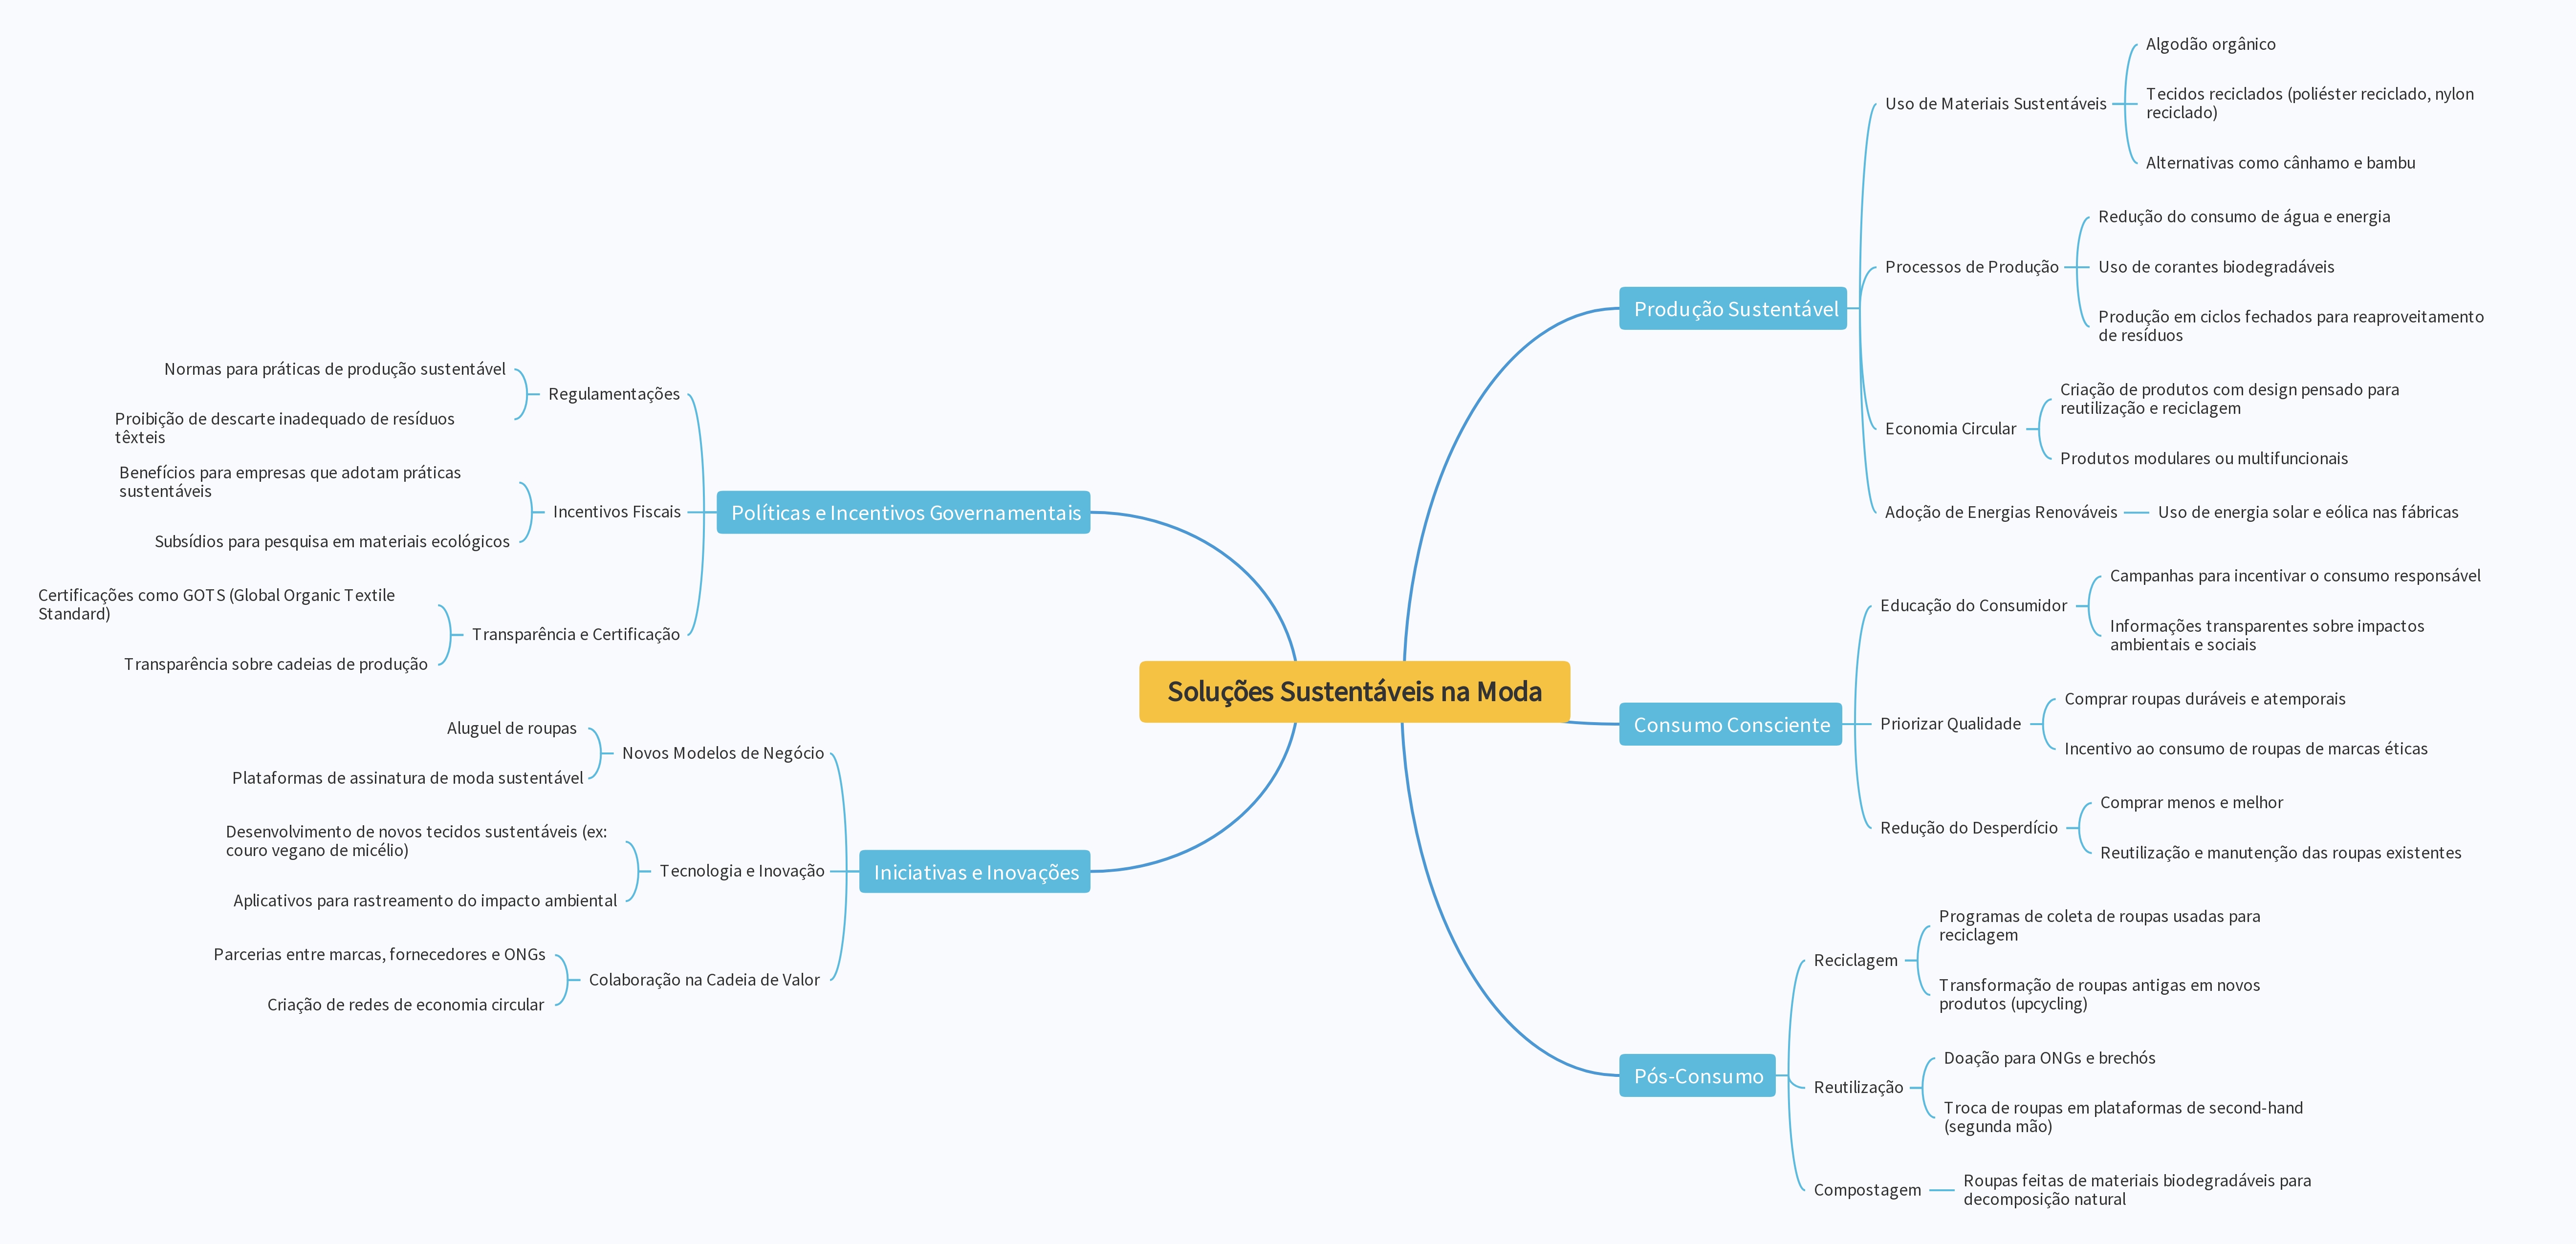 Soluções Sustentáveis na Moda
Produção Sustentável
Uso de Materiais Sustentáveis
Algodão orgânico
Tecidos reciclados (poliéster reciclado, nylon
reciclado)
Alternativas como cânhamo e bambu
Processos de Produção
Redução do consumo de água e energia
Uso de corantes biodegradáveis
Produção em ciclos fechados para reaproveitamento
de resíduos
Economia Circular
Criação de produtos com design pensado para
reutilização e reciclagem
Produtos modulares ou multifuncionais
Adoção de Energias Renováveis
Uso de energia solar e eólica nas fábricas
Consumo Consciente
Educação do Consumidor
Campanhas para incentivar o consumo responsável
Informações transparentes sobre impactos
ambientais e sociais
Priorizar Qualidade
Comprar roupas duráveis e atemporais
Incentivo ao consumo de roupas de marcas éticas
Redução do Desperdício
Comprar menos e melhor
Reutilização e manutenção das roupas existentes
Pós-Consumo
Reciclagem
Programas de coleta de roupas usadas para
reciclagem
Transformação de roupas antigas em novos
produtos (upcycling)
Reutilização
Doação para ONGs e brechós
Troca de roupas em plataformas de second-hand
(segunda mão)
Compostagem
Roupas feitas de materiais biodegradáveis para
decomposição natural
Políticas e Incentivos Governamentais
Regulamentações
Normas para práticas de produção sustentável
Proibição de descarte inadequado de resíduos
têxteis
Incentivos Fiscais
Benefícios para empresas que adotam práticas
sustentáveis
Subsídios para pesquisa em materiais ecológicos
Transparência e Certificação
Certificações como GOTS (Global Organic Textile
Standard)
Transparência sobre cadeias de produção
Iniciativas e Inovações
Novos Modelos de Negócio
Aluguel de roupas
Plataformas de assinatura de moda sustentável
Tecnologia e Inovação
Desenvolvimento de novos tecidos sustentáveis (ex:
couro vegano de micélio)
Aplicativos para rastreamento do impacto ambiental
Colaboração na Cadeia de Valor
Parcerias entre marcas, fornecedores e ONGs
Criação de redes de economia circular